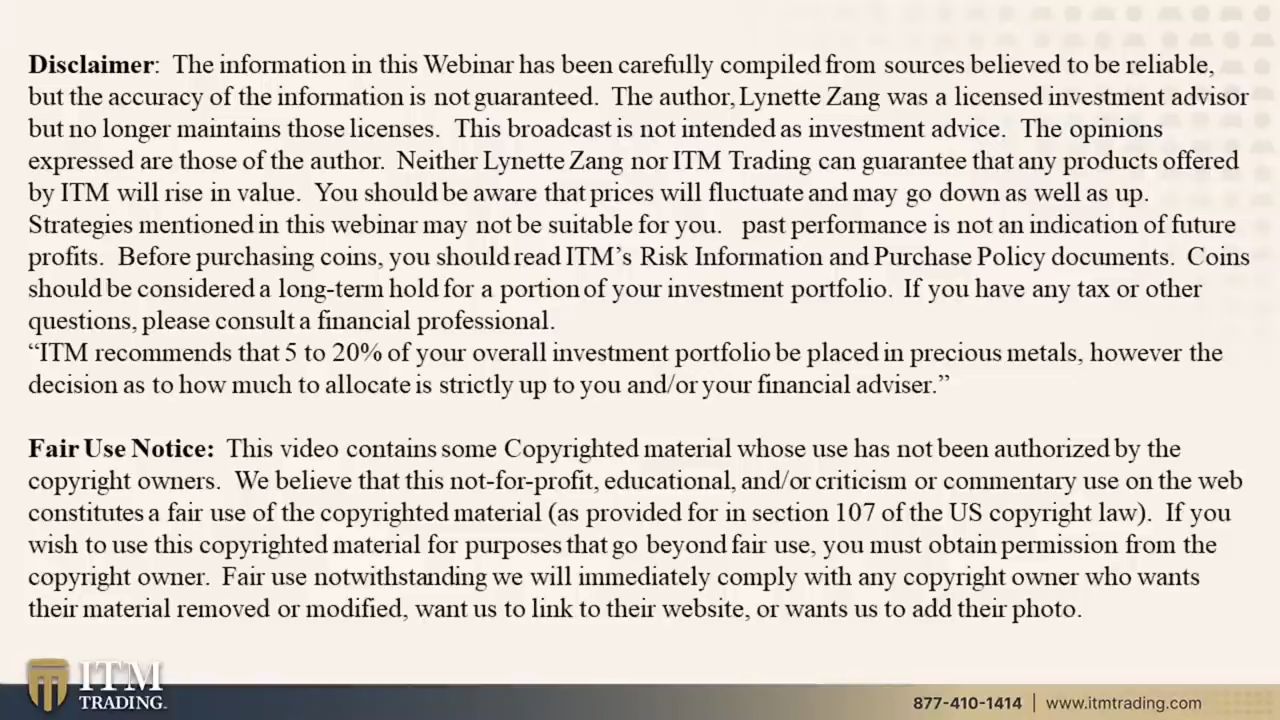 Disclaimer: The information in this Webinar has been carefully compiled from sources believed to be reliable,
but the accuracy of the information is not guaranteed. The author, Lynette Zang was a licensed investment advisor
but no longer maintains those licenses. This broadcast is not intended as investment advice. The opinions
expressed are those of the author. Neither Lynette Zang nor ITM Trading can guarantee that any products offered
by ITM will rise in value. You should be aware that prices will fluctuate and may go down as well as up.
Strategies mentioned in this webinar may not be suitable for you. past performance is not an indication of future
profits. Before purchasing coins, you should read ITM’s Risk Information and Purchase Policy documents. Coins
should be considered a long-term hold for a portion of your investment portfolio. If you have any tax or other
questions, please consult a financial professional.
“ITM recommends that 5 to 20% of your overall investment portfolio be placed in precious metals, however the
decision as to how much to allocate is strictly up to you and/or your financial adviser.”
Fair Use Notice: This video contains some Copyrighted material whose use has not been authorized by the
copyright owners. We believe that this not-for-profit, educational, and/or criticism or commentary use on the web
constitutes a fair use of the copyrighted material (as provided for in section 107 of the US copyright law). If you
wish to use this copyrighted material for purposes that go beyond fair use, you must obtain permission from the
copyright owner. Fair use notwithstanding we will immediately comply with any copyright owner who wants
their material removed or modified, want us to link to their website, or wants us to add their photo.
ITM
TRADING
877-410-1414 | www.itmtrading.com